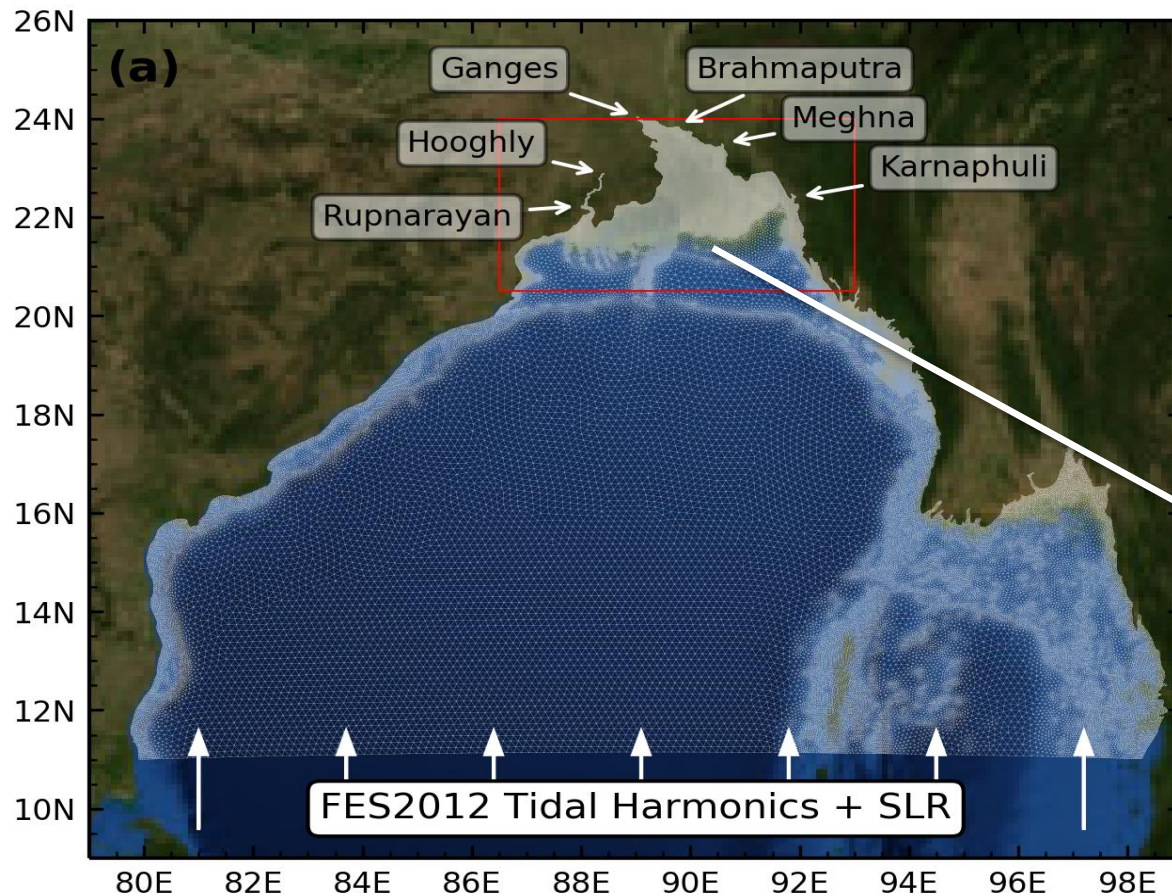 26N
(a)
Ganges
Brahmaputra
24N
Meghna
Hooghly
Karnaphuli
22N
Rupnarayan
20N
18N
16N
14N
12N
10N
FES2012 Tidal Harmonics + SLR
80E 82E 84E 86E 88E 90E 92E 94E 96E 98E